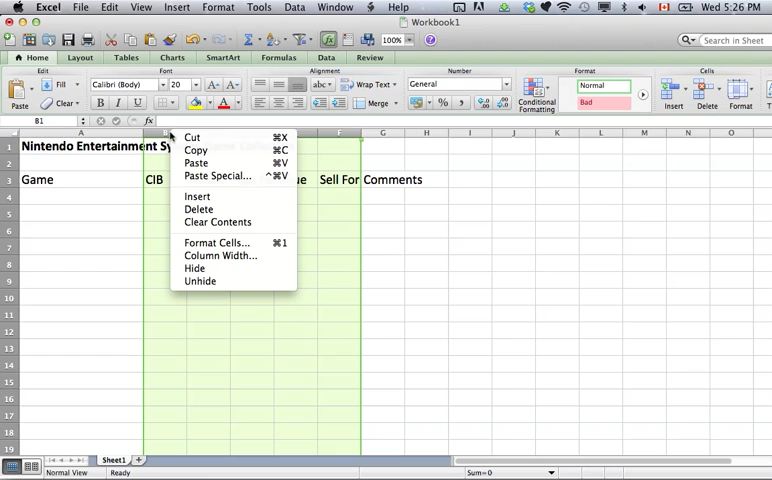 Excel File Edit View Insert Format Tools Data Window Help Wed 5:26 PM
Workbook1
100%
Search in Sheet
Home Layout Tables Charts SmartArt Formulas Data Review
Edit Font Alignment Number Format Cells
Fill Calibri (Body) 20 abc Wrap Text General Normal
Paste Clear B I U A Merge % Conditional Formatting Bad Insert Delete Format
B1 fx
A B G H I J K L M N O
1 Nintendo Entertainment Sy
2
3 Game CIB ue Sell For Comments
4
5
6
7
8
9
10
11
12
13
14
15
16
17
18
19
Cut ⌘X
Copy ⌘C
Paste ⌘V
Paste Special... ^⌘V
Insert
Delete
Clear Contents
Format Cells... ⌘1
Column Width...
Hide
Unhide
Sheet1
Normal View Ready Sum=0